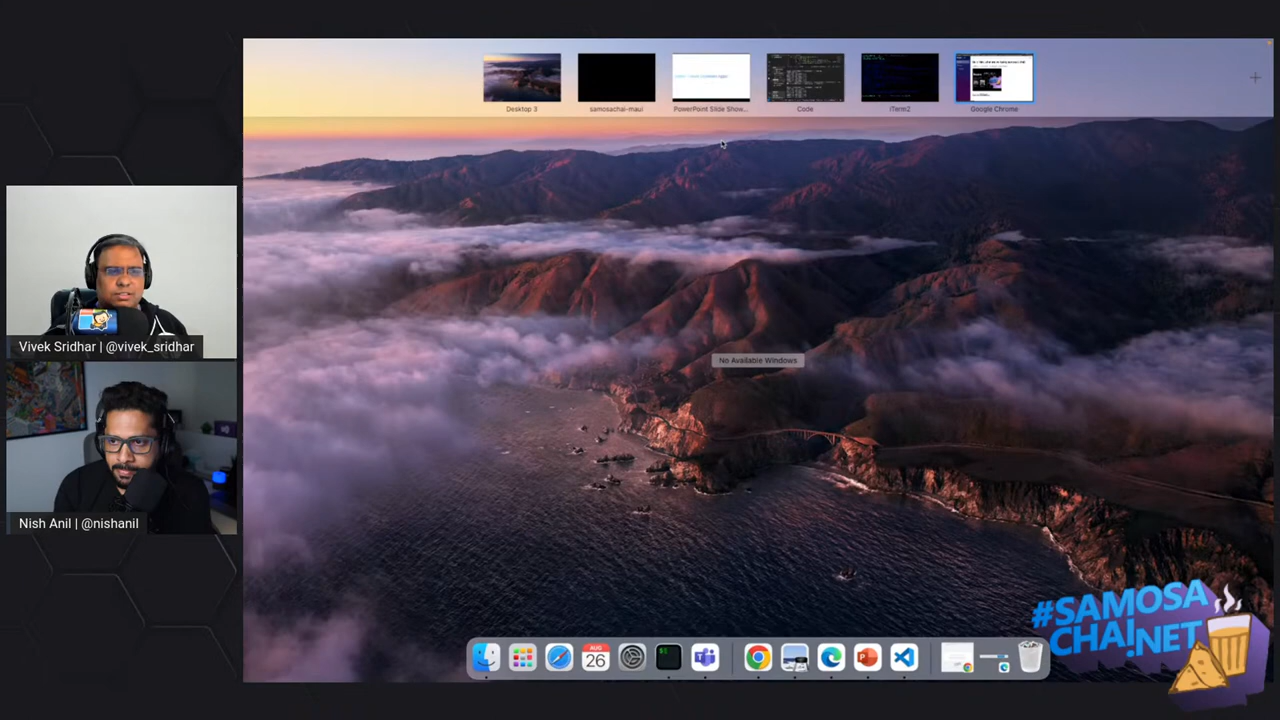 Desktop 3
samosachai-maui
PowerPoint Slide Show...
Code
iTerm2
Google Chrome
No Available Windows
Vivek Sridhar | @vivek_sridhar
Nish Anil | @nishanil
AUG
26
#SAMOSA
CHAI.NET